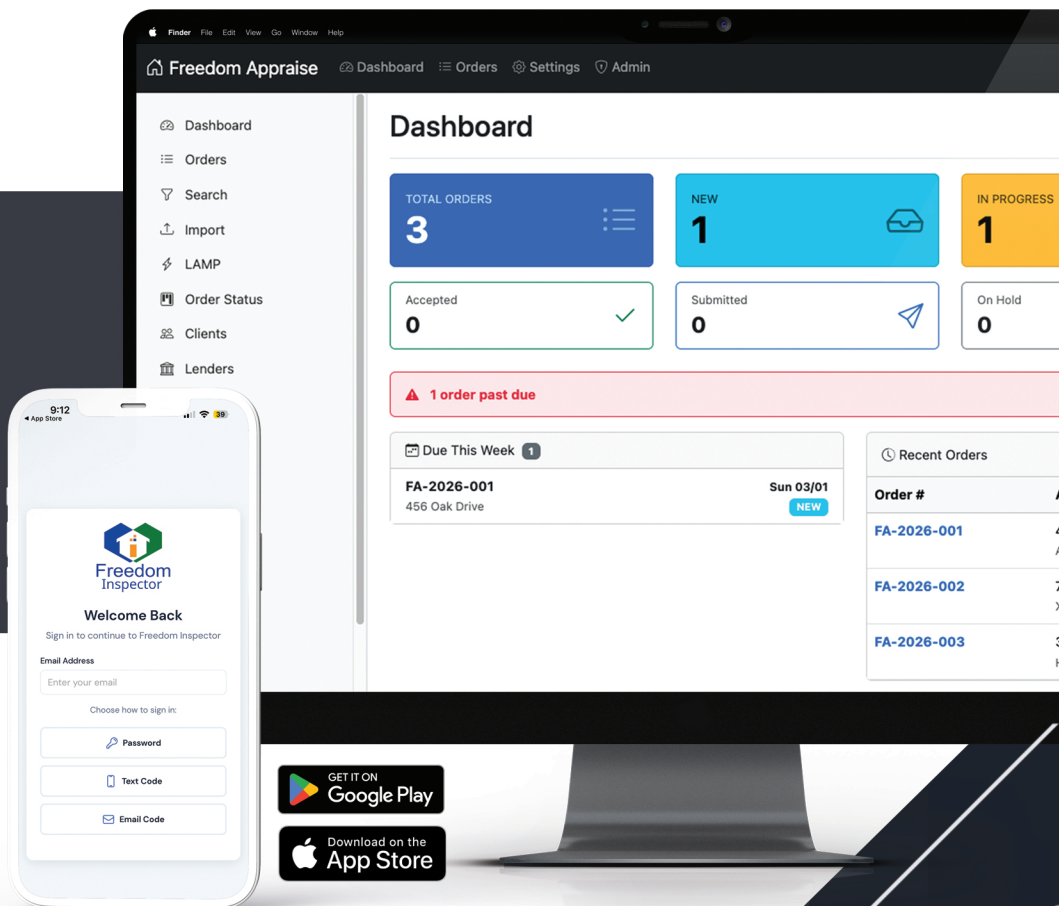 Finder File Edit View Go Window Help
Freedom Appraise Dashboard Orders Settings Admin
Dashboard
Orders
Search
Import
LAMP
Order Status
Clients
Lenders
Dashboard
TOTAL ORDERS
3
NEW
1
IN PROGRESS
1
Accepted
0
Submitted
0
On Hold
0
1 order past due
Due This Week 1
FA-2026-001 Sun 03/01
456 Oak Drive NEW
Recent Orders
Order #
FA-2026-001
FA-2026-002
FA-2026-003
9:12
App Store
39
Freedom
Inspector
Welcome Back
Sign in to continue to Freedom Inspector
Email Address
Enter your email
Choose how to sign in:
Password
Text Code
Email Code
GET IT ON
Google Play
Download on the
App Store